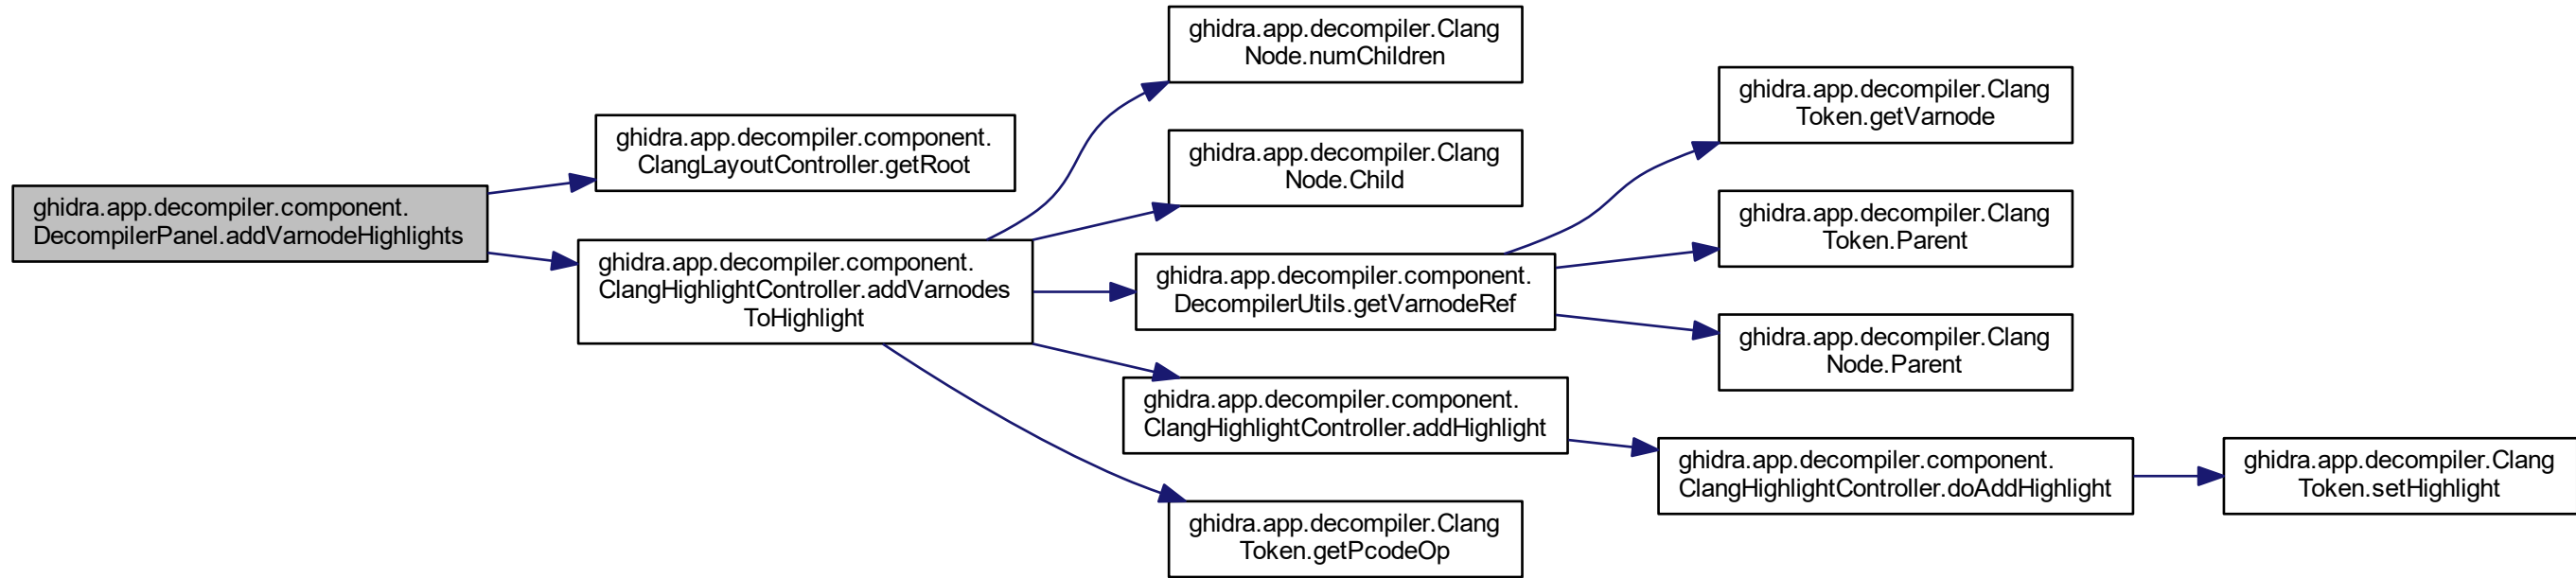 ghidra.app.decompiler.component.
DecompilerPanel.addVarnodeHighlights
ghidra.app.decompiler.component.
ClangLayoutController.getRoot
ghidra.app.decompiler.component.
ClangHighlightController.addVarnodes
ToHighlight
ghidra.app.decompiler.Clang
Node.numChildren
ghidra.app.decompiler.Clang
Node.Child
ghidra.app.decompiler.component.
DecompilerUtils.getVarnodeRef
ghidra.app.decompiler.component.
ClangHighlightController.addHighlight
ghidra.app.decompiler.Clang
Token.getPcodeOp
ghidra.app.decompiler.Clang
Token.getVarnode
ghidra.app.decompiler.Clang
Token.Parent
ghidra.app.decompiler.Clang
Node.Parent
ghidra.app.decompiler.component.
ClangHighlightController.doAddHighlight
ghidra.app.decompiler.Clang
Token.setHighlight